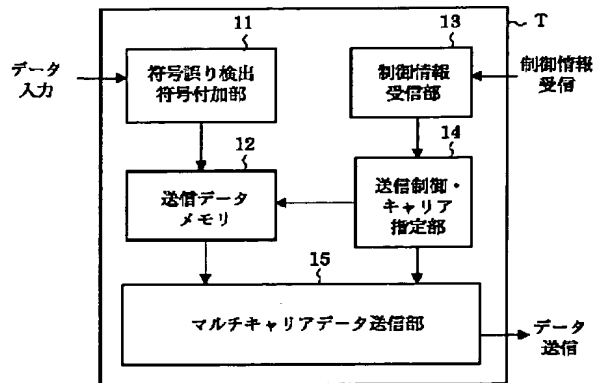 T
11
13
データ
入力
符号誤り検出
符号付加部
制御情報
受信部
制御情報
受信
12
14
送信データ
メモリ
送信制御・
キャリア
指定部
15
マルチキャリアデータ送信部
データ
送信